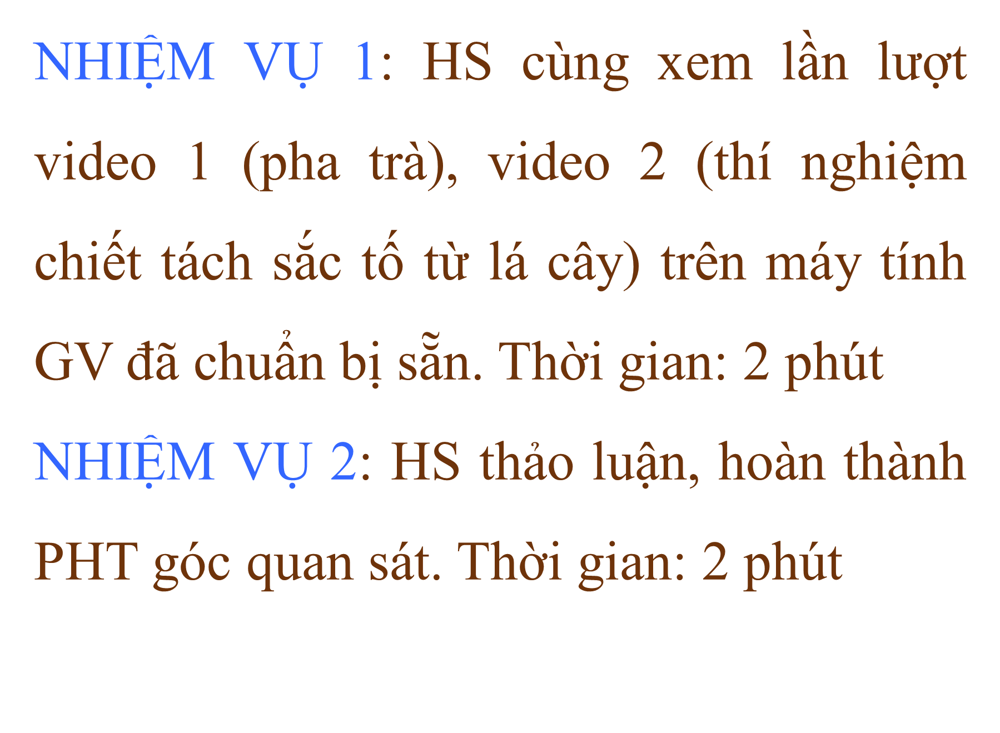 NHIỆM VỤ 1: HS cùng xem lần lượt
video 1 (pha trà), video 2 (thí nghiệm
chiết tách sắc tố từ lá cây) trên máy tính
GV đã chuẩn bị sẵn. Thời gian: 2 phút
NHIỆM VỤ 2: HS thảo luận, hoàn thành
PHT góc quan sát. Thời gian: 2 phút